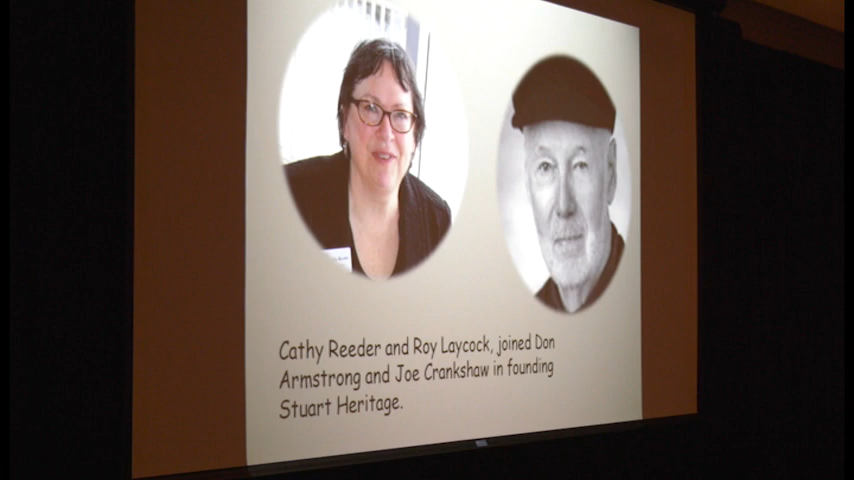 Cathy Reeder and Roy Laycock, joined Don
Armstrong and Joe Crankshaw in founding
Stuart Heritage.